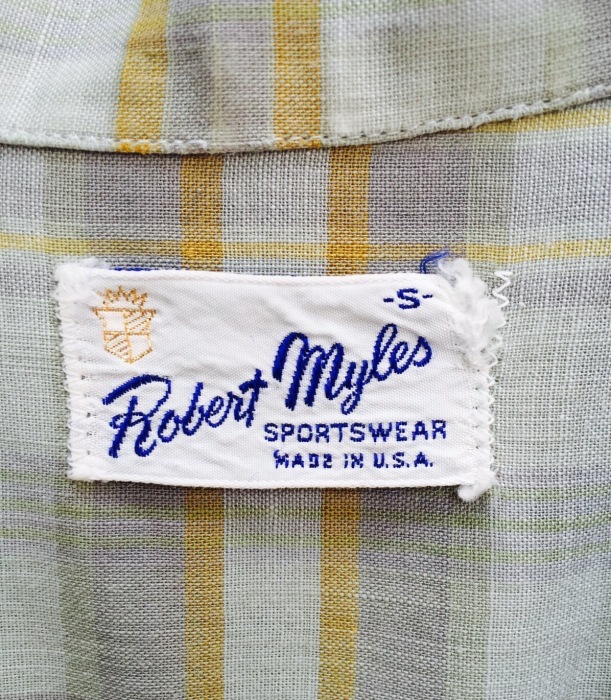 -S-
Robert Myles
SPORTSWEAR
MADE IN U.S.A.